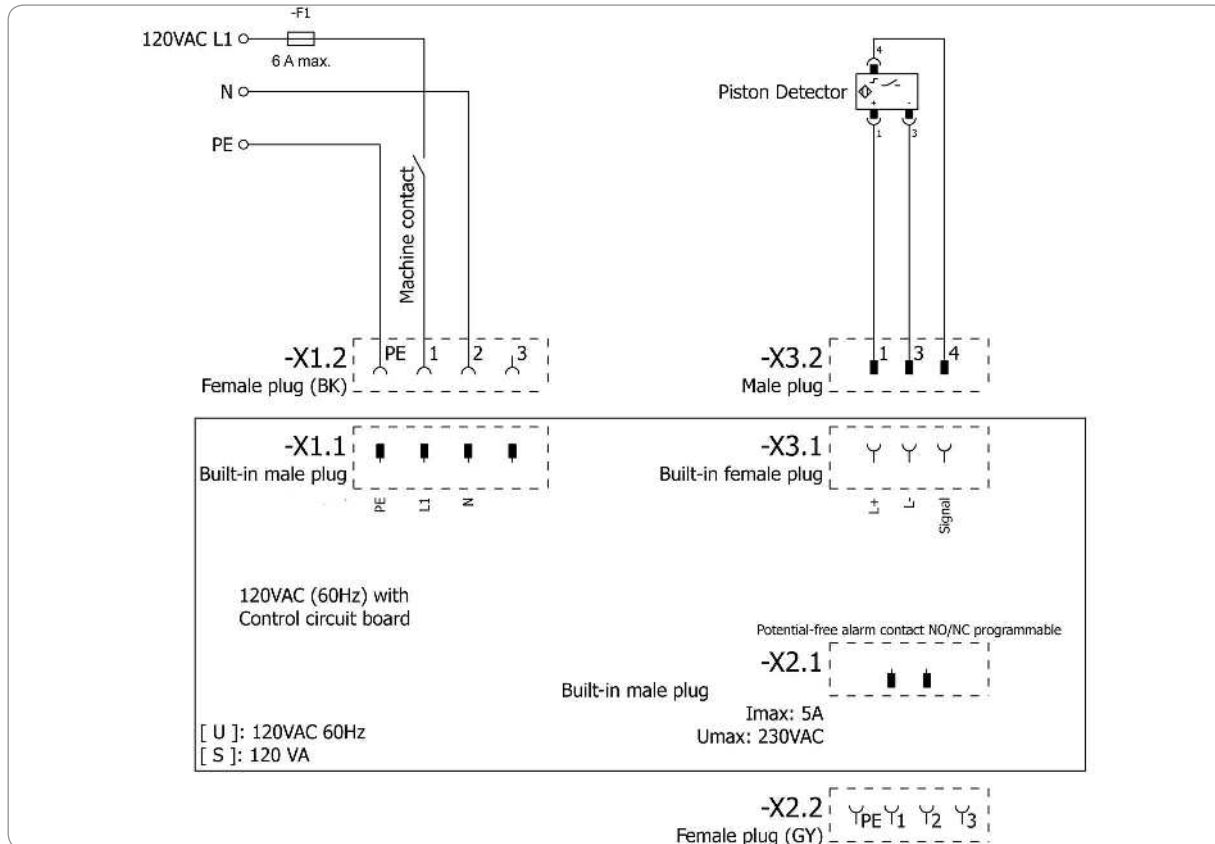 -F1
120VAC L1
6 A max.
N
PE
Machine contact
-X1.2
PE 1 2 3
Female plug (BK)
Piston Detector
4
+ -
1 3
-X3.2
1 3 4
Male plug
-X1.1
Built-in male plug
PE L1 N
-X3.1
Built-in female plug
L+ L- Signal
120VAC (60Hz) with
Control circuit board
Potential-free alarm contact NO/NC programmable
-X2.1
Built-in male plug
Imax: 5A
Umax: 230VAC
[ U ]: 120VAC 60Hz
[ S ]: 120 VA
-X2.2
PE 1 2 3
Female plug (GY)